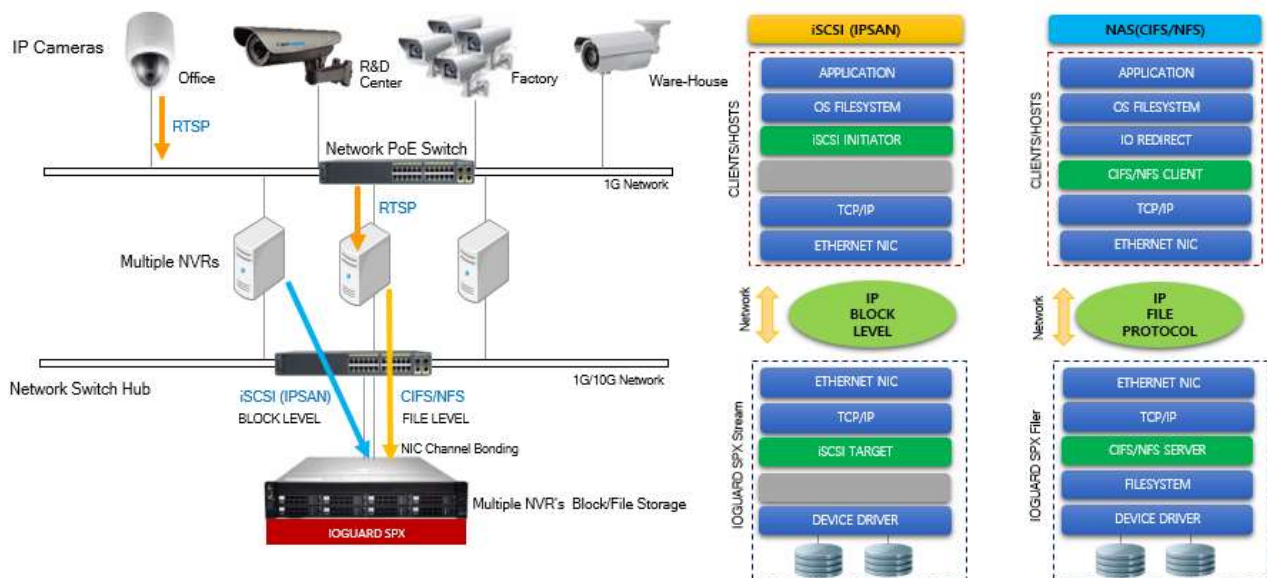 IP Cameras
Office
R&D
Center
Factory
Ware-House
RTSP
Network PoE Switch
1G Network
RTSP
Multiple NVRs
Network Switch Hub
1G/10G Network
iSCSI (IPSAN)
BLOCK LEVEL
CIFS/NFS
FILE LEVEL
NIC Channel Bonding
Multiple NVR's Block/File Storage
IOGUARD SPX
iSCSI (IPSAN)
CLIENTS/HOSTS
APPLICATION
OS FILESYSTEM
iSCSI INITIATOR
TCP/IP
ETHERNET NIC
Network
IP
BLOCK
LEVEL
IOGUARD SPX Stream
ETHERNET NIC
TCP/IP
iSCSI TARGET
DEVICE DRIVER
NAS(CIFS/NFS)
CLIENTS/HOSTS
APPLICATION
OS FILESYSTEM
IO REDIRECT
CIFS/NFS CLIENT
TCP/IP
ETHERNET NIC
Network
IP
FILE
PROTOCOL
IOGUARD SPX Filer
ETHERNET NIC
TCP/IP
CIFS/NFS SERVER
FILESYSTEM
DEVICE DRIVER